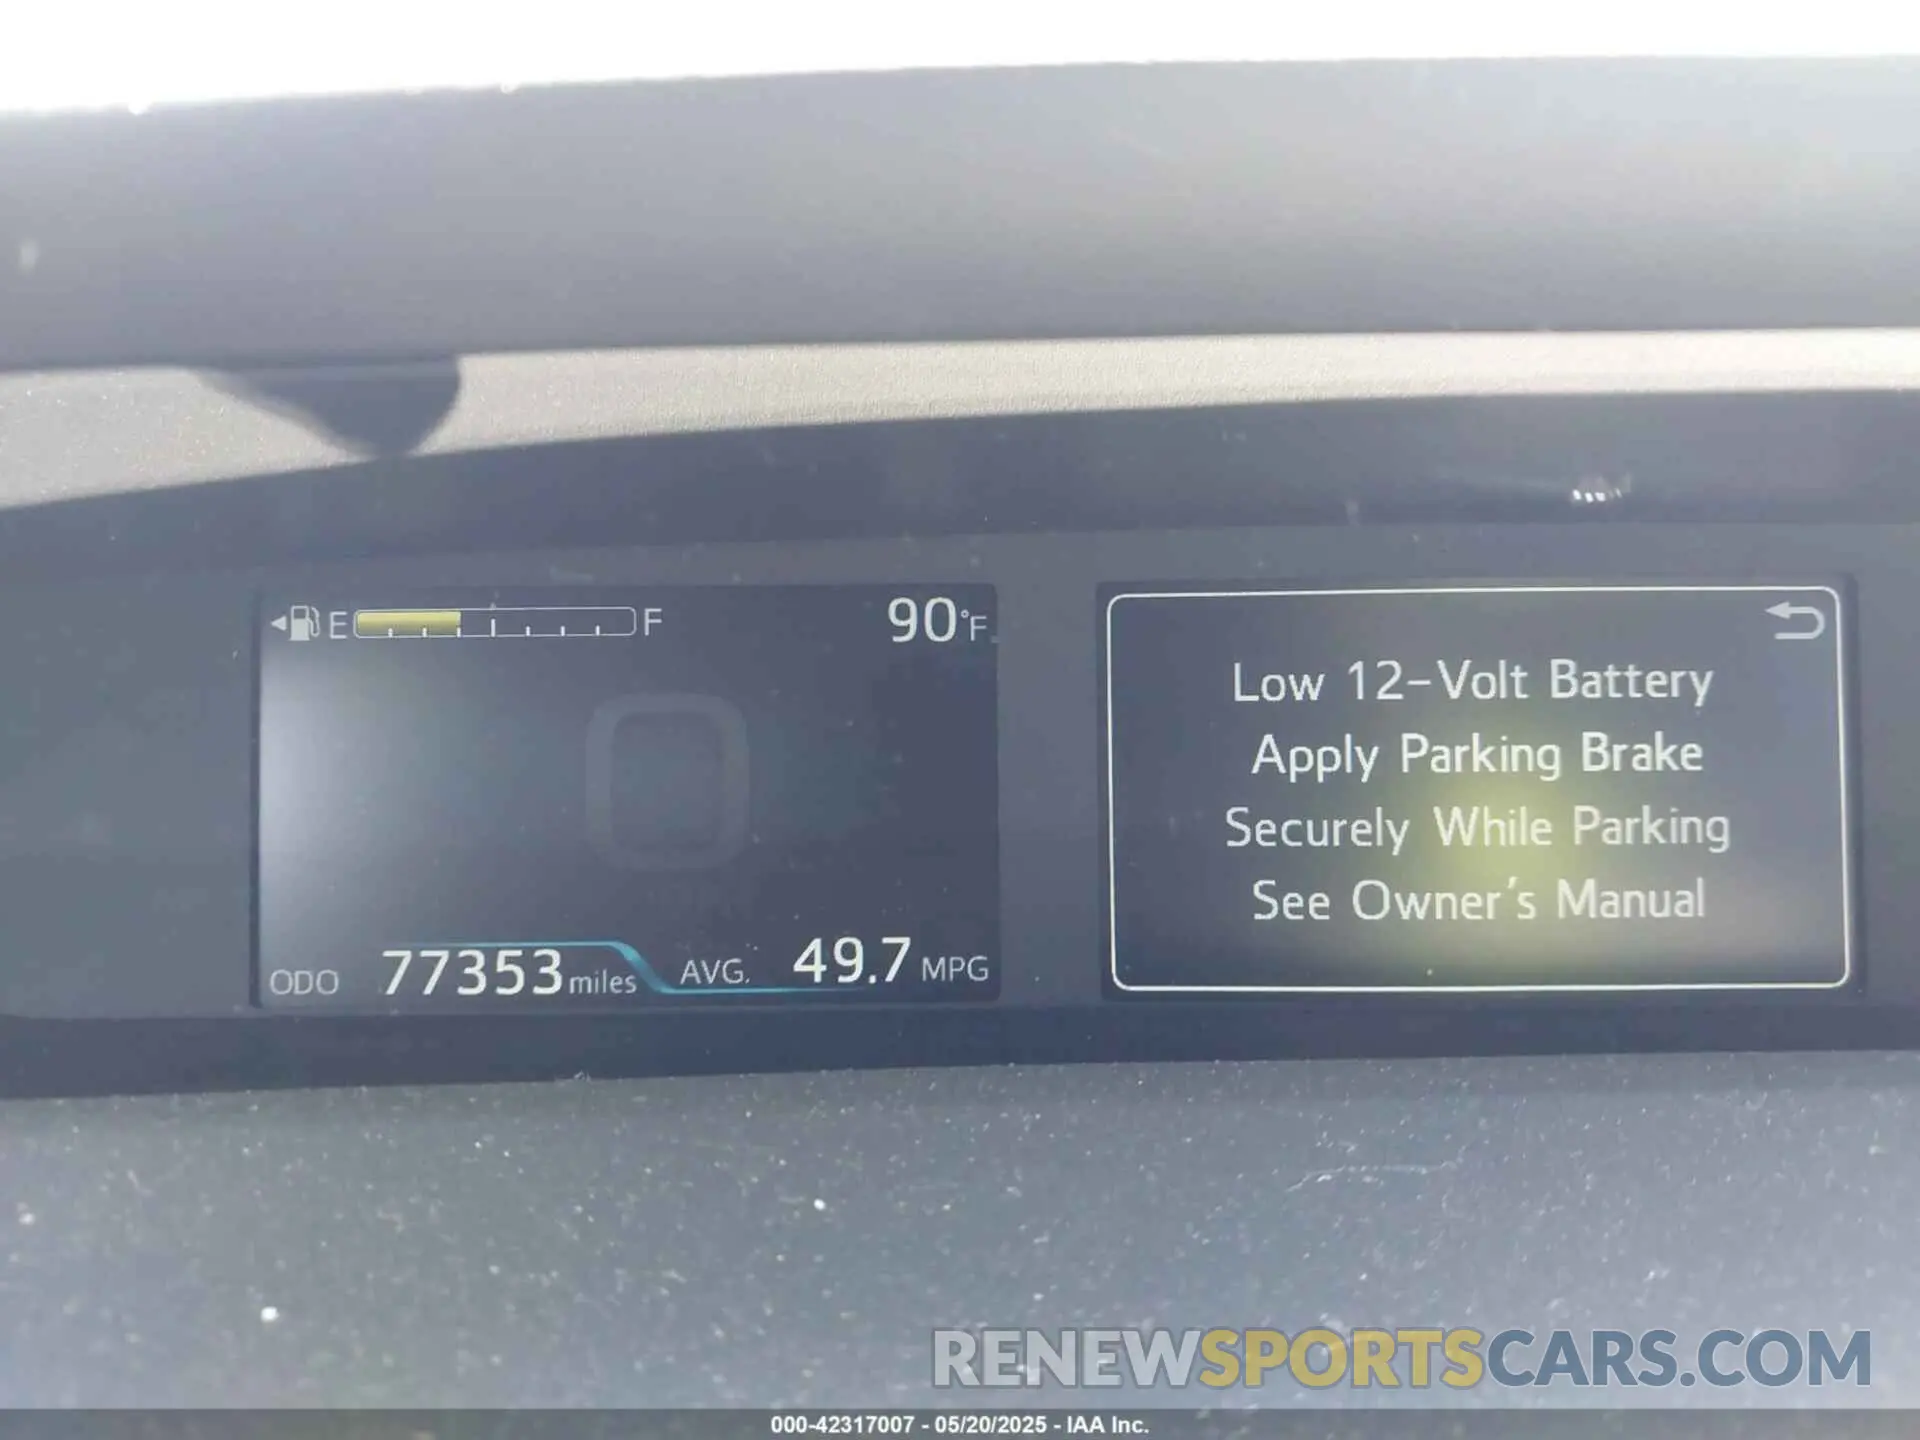 E F 90°F
0
ODO 77353 miles AVG. 49.7 MPG
Low 12-Volt Battery
Apply Parking Brake
Securely While Parking
See Owner's Manual
RENEWSPORTSCARS.COM
000-42317007 - 05/20/2025 - IAA Inc.